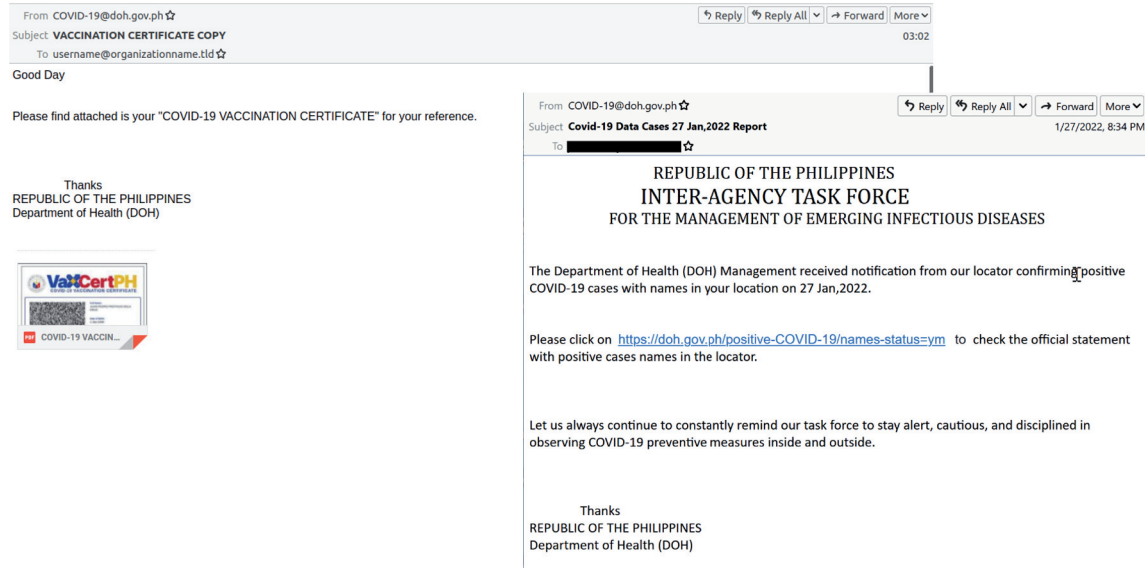 From COVID-19@doh.gov.ph
Reply Reply All Forward More
Subject VACCINATION CERTIFICATE COPY
03:02
To username@organizationname.tld
Good Day
Please find attached is your "COVID-19 VACCINATION CERTIFICATE" for your reference.
Thanks
REPUBLIC OF THE PHILIPPINES
Department of Health (DOH)
VaxCertPH
COVID-19 VACCINATION CERTIFICATE
PDF COVID-19 VACCIN...
From COVID-19@doh.gov.ph
Reply Reply All Forward More
Subject Covid-19 Data Cases 27 Jan,2022 Report
1/27/2022, 8:34 PM
To
REPUBLIC OF THE PHILIPPINES
INTER-AGENCY TASK FORCE
FOR THE MANAGEMENT OF EMERGING INFECTIOUS DISEASES
The Department of Health (DOH) Management received notification from our locator confirming positive
COVID-19 cases with names in your location on 27 Jan,2022.
Please click on https://doh.gov.ph/positive-COVID-19/names-status=ym to check the official statement
with positive cases names in the locator.
Let us always continue to constantly remind our task force to stay alert, cautious, and disciplined in
observing COVID-19 preventive measures inside and outside.
Thanks
REPUBLIC OF THE PHILIPPINES
Department of Health (DOH)